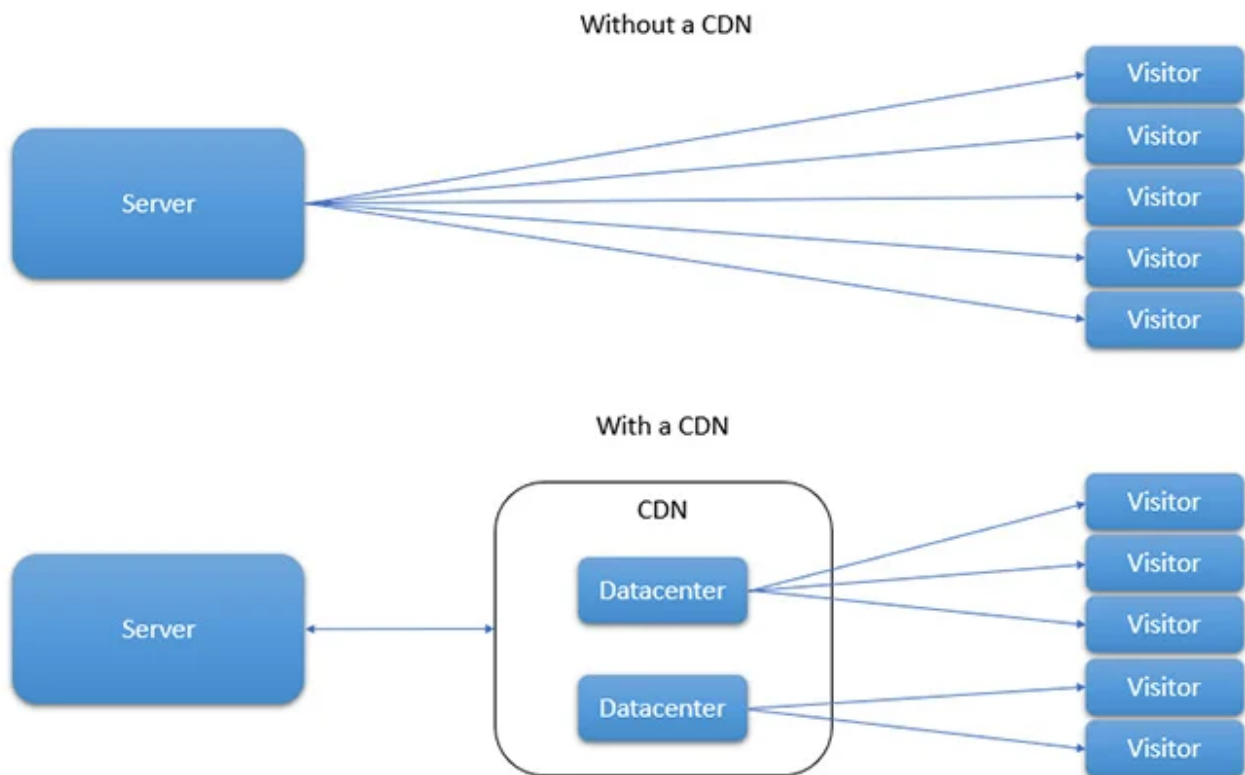 Without a CDN
Server
Visitor
Visitor
Visitor
Visitor
Visitor
With a CDN
Server
CDN
Datacenter
Datacenter
Visitor
Visitor
Visitor
Visitor
Visitor